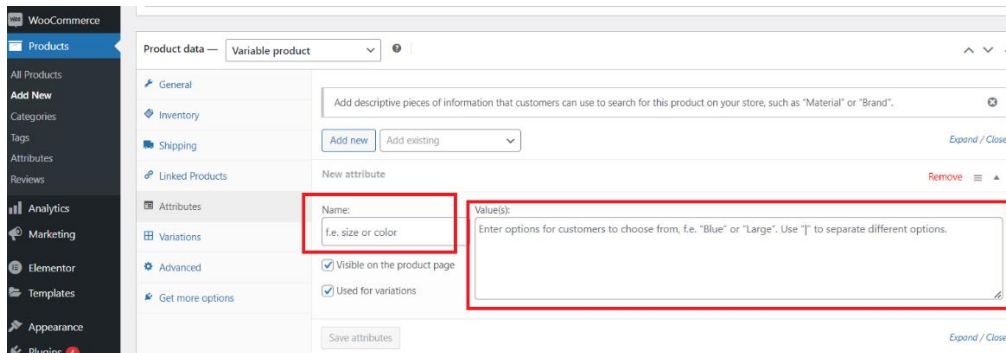 WooCommerce
Products
All Products
Add New
Categories
Tags
Attributes
Reviews
Analytics
Marketing
Elementor
Templates
Appearance
Plugins
Product data — Variable product
General
Inventory
Shipping
Linked Products
Attributes
Variations
Advanced
Get more options
Add descriptive pieces of information that customers can use to search for this product on your store, such as "Material" or "Brand".
Add new Add existing Expand / Close
New attribute Remove
Name: Value(s):
f.e. size or color
Enter options for customers to choose from, f.e. "Blue" or "Large". Use "|" to separate different options.
Visible on the product page
Used for variations
Save attributes Expand / Close